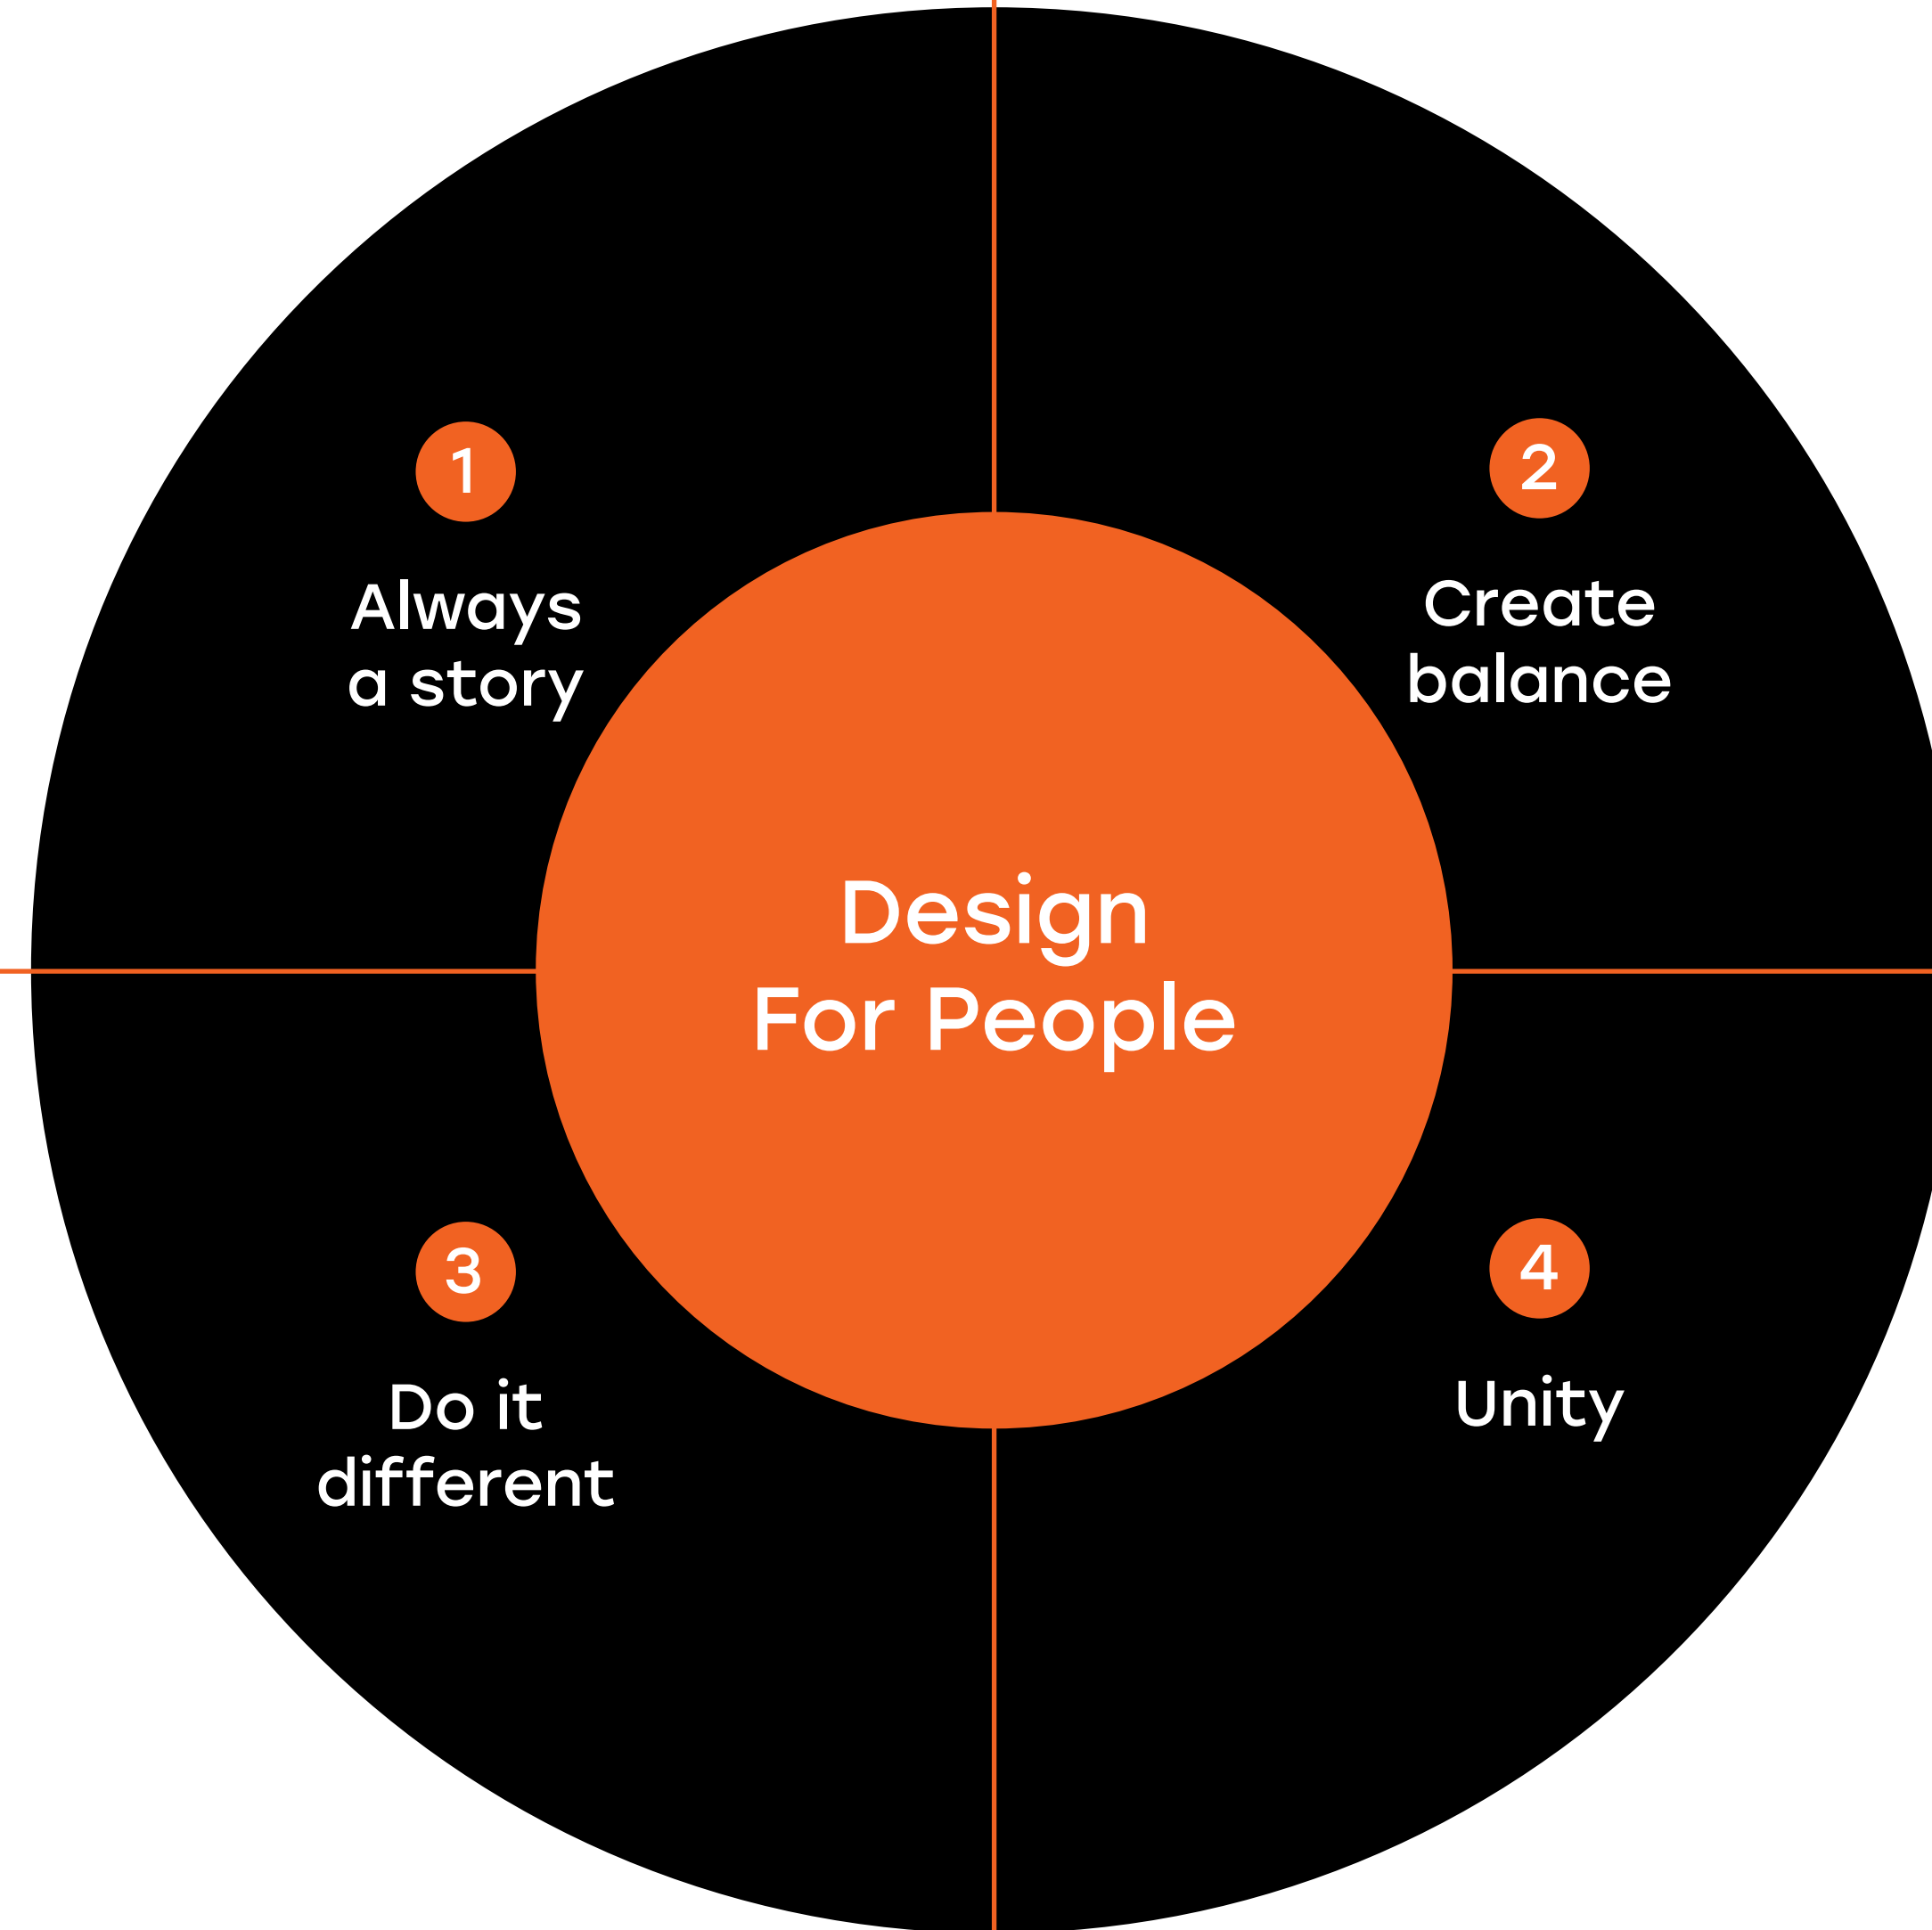 1
Always
a story
2
Create
balance
Design
For People
3
Do it
different
4
Unity